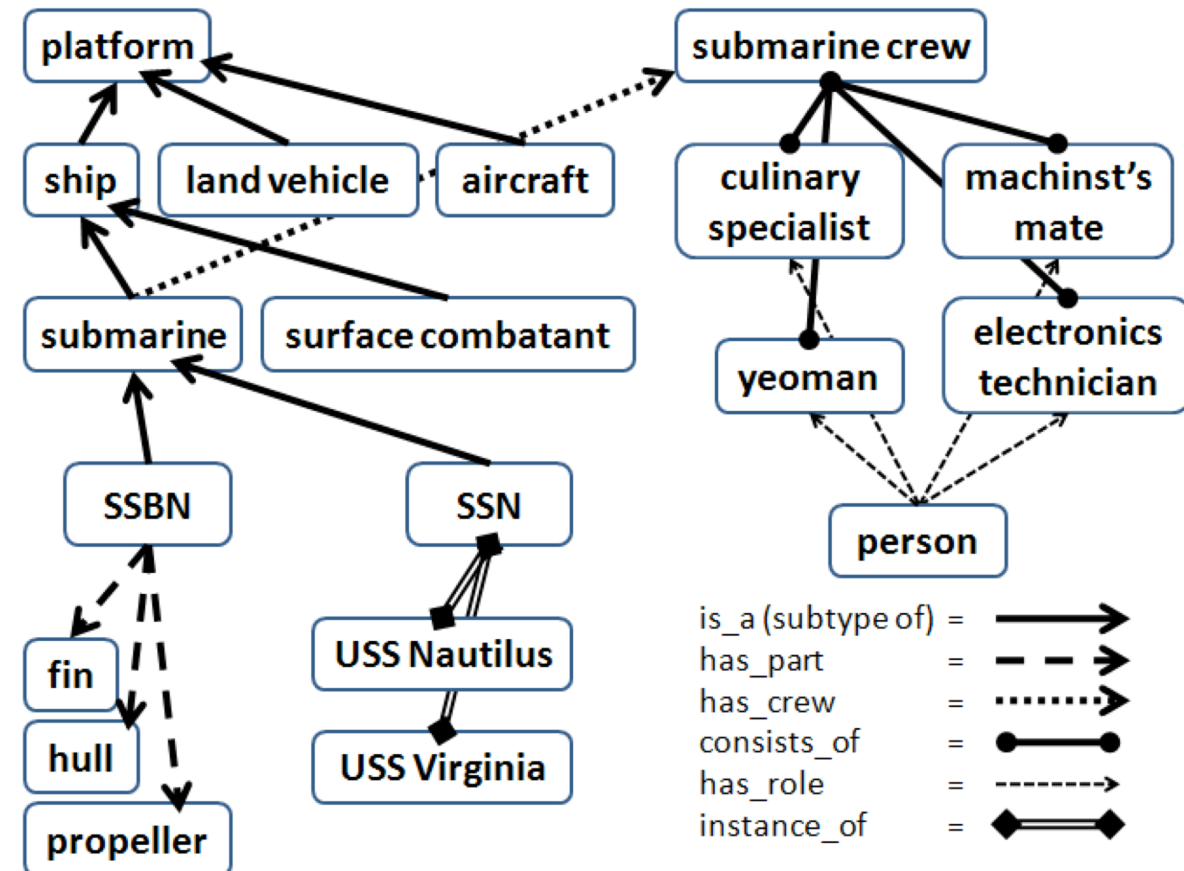 platform
submarine crew
ship
land vehicle
aircraft
culinary
specialist
machinst's
mate
submarine
surface combatant
yeoman
electronics
technician
SSBN
SSN
person
fin
hull
propeller
USS Nautilus
USS Virginia
is_a (subtype of) =
has_part =
has_crew =
consists_of =
has_role =
instance_of =